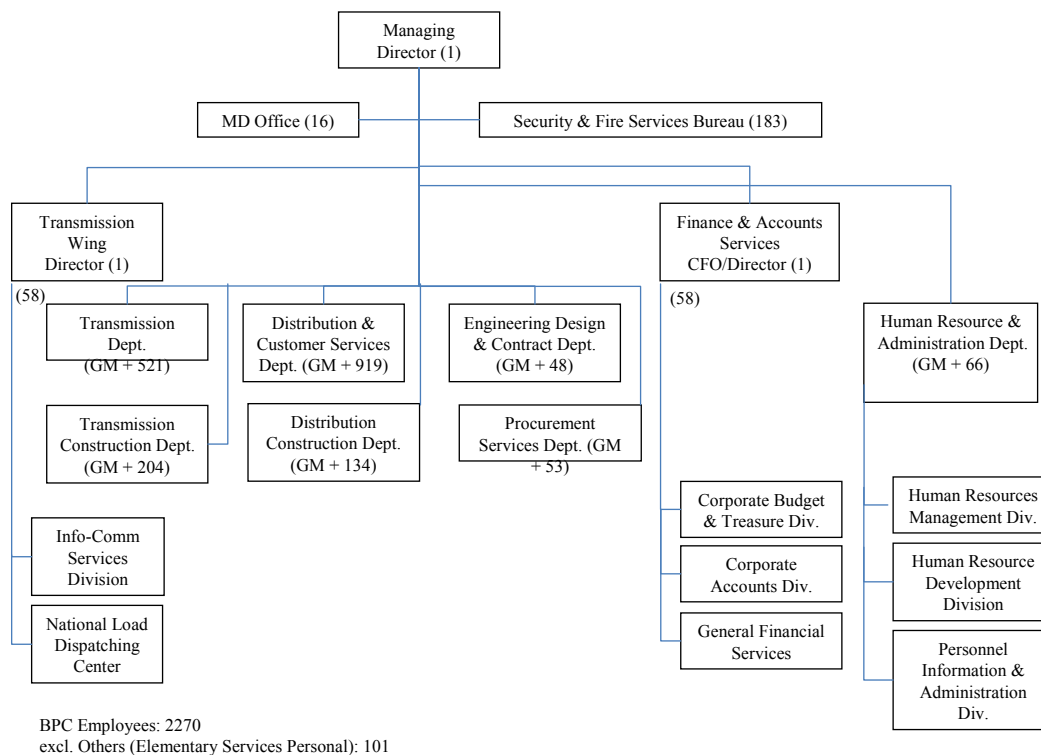 Managing
Director (1)
MD Office (16)
Security & Fire Services Bureau (183)
Transmission
Wing
Director (1)
Finance & Accounts
Services
CFO/Director (1)
(58)
(58)
Transmission
Dept.
(GM + 521)
Distribution &
Customer Services
Dept. (GM + 919)
Engineering Design
& Contract Dept.
(GM + 48)
Human Resource &
Administration Dept.
(GM + 66)
Transmission
Construction Dept.
(GM + 204)
Distribution
Construction Dept.
(GM + 134)
Procurement
Services Dept. (GM
+ 53)
Corporate Budget
& Treasure Div.
Human Resources
Management Div.
Info-Comm
Services
Division
Corporate
Accounts Div.
Human Resource
Development
Division
National Load
Dispatching
Center
General Financial
Services
Personnel
Information &
Administration
Div.
BPC Employees: 2270
excl. Others (Elementary Services Personal): 101